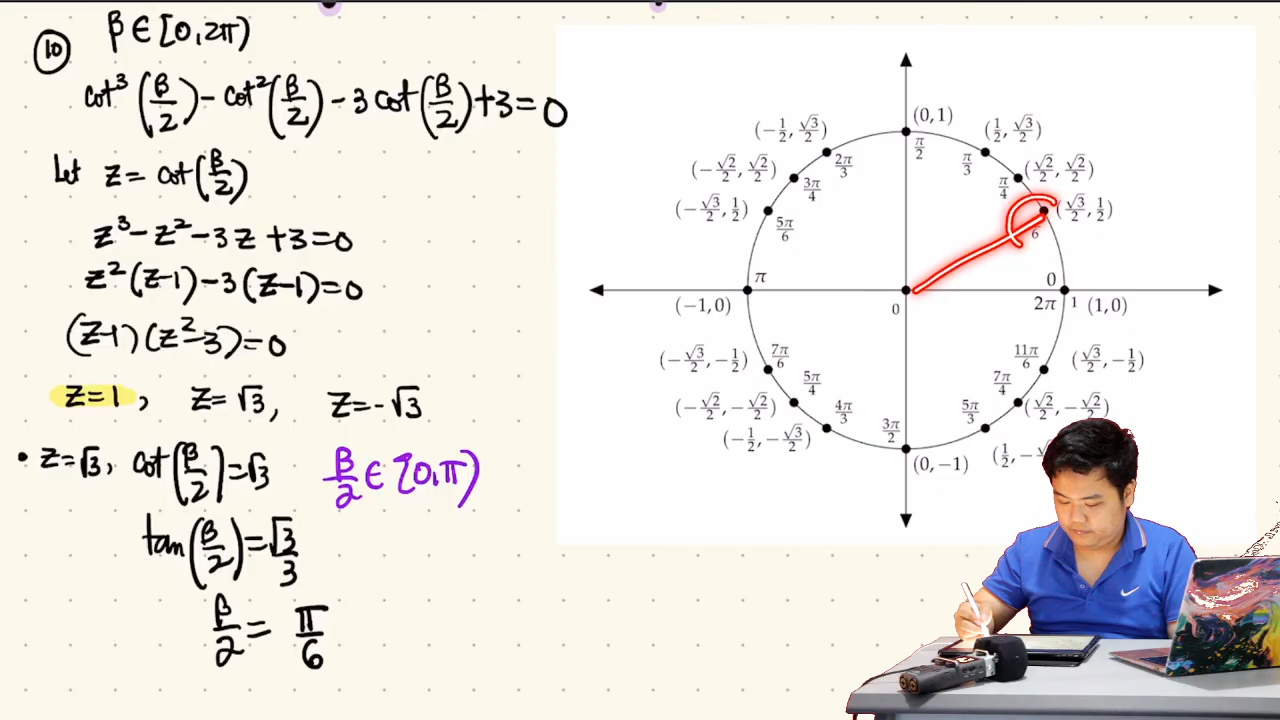 ⑩ β ∈ [0, 2π)
cot³(β/2) − cot²(β/2) − 3 cot(β/2) + 3 = 0
Let z = cot(β/2)
z³ − z² − 3z + 3 = 0
z²(z−1) − 3(z−1) = 0
(z−1)(z²−3) = 0
z = 1, z = √3, z = −√3
• z = √3, cot(β/2) = √3 β/2 ∈ [0, π)
tan(β/2) = √3/3
β/2 = π/6
(0, 1)
π/2
(−1/2, √3/2) 2π/3
(−√2/2, √2/2) 3π/4
(−√3/2, 1/2) 5π/6
π/3 (1/2, √3/2)
π/4 (√2/2, √2/2)
6 (√3/2, 1/2)
π
(−1, 0)
0
0
2π 1 (1, 0)
(−√3/2, −1/2) 7π/6
(−√2/2, −√2/2) 5π/4
(−1/2, −√3/2) 4π/3
3π/2
(0, −1)
11π/6 (√3/2, −1/2)
7π/4 (√2/2, −√2/2)
5π/3 (1/2, −